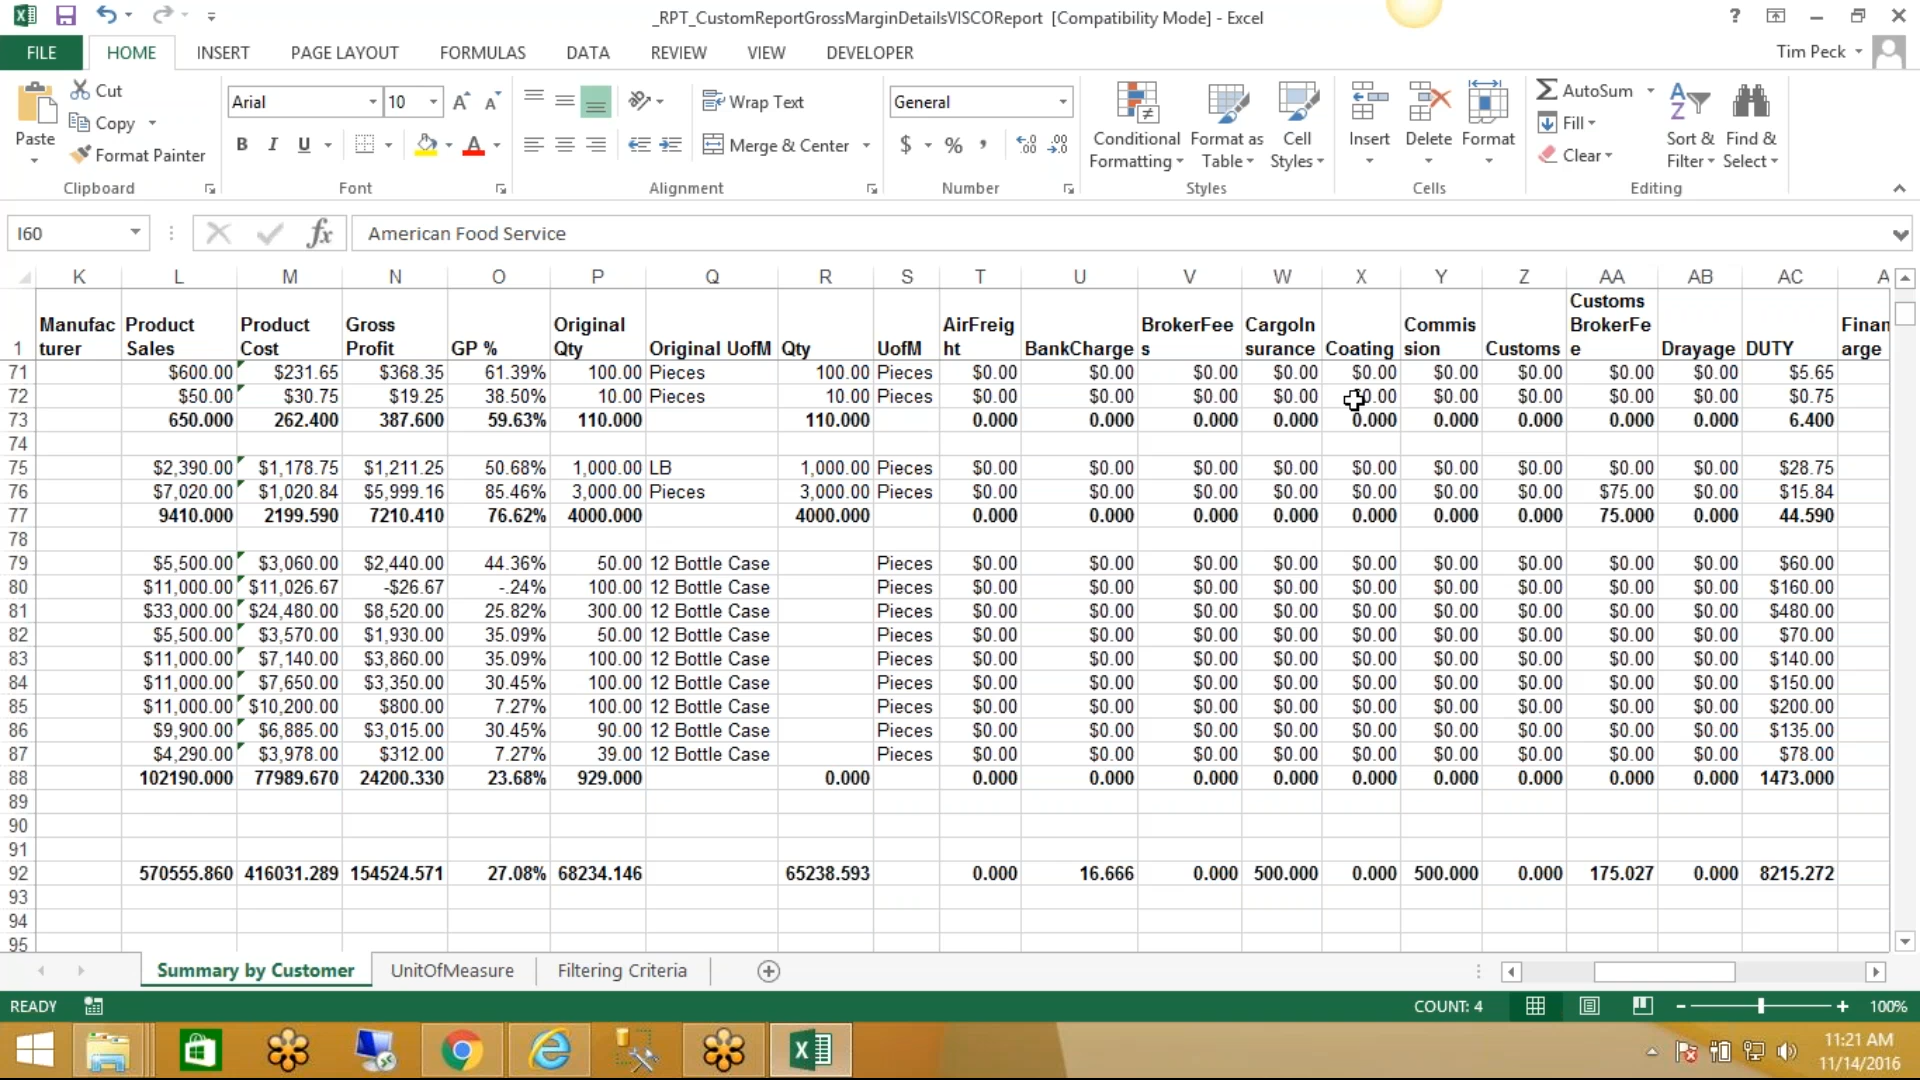 _RPT_CustomReportGrossMarginDetailsVISCOReport [Compatibility Mode] - Excel
?
FILE HOME INSERT PAGE LAYOUT FORMULAS DATA REVIEW VIEW DEVELOPER Tim Peck
Paste
Cut
Copy
Format Painter
Clipboard
Arial 10
B I U
Font
Wrap Text
Merge & Center
Alignment
General
$ % ,
Number
Conditional Formatting
Format as Table
Cell Styles
Styles
Insert
Delete
Format
Cells
AutoSum
Fill
Clear
Sort & Filter
Find & Select
Editing
I60 fx American Food Service
K L M N O P Q R S T U V W X Y Z AA AB AC A
1 Manufacturer Product Sales Product Cost Gross Profit GP % Original Qty Original UofM Qty UofM AirFreight BankCharge BrokerFees CargoInsurance Coating Commission Customs Customs BrokerFee Drayage DUTY Finan arge
71 $600.00 $231.65 $368.35 61.39% 100.00 Pieces 100.00 Pieces $0.00 $0.00 $0.00 $0.00 $0.00 $0.00 $0.00 $0.00 $0.00 $5.65
72 $50.00 $30.75 $19.25 38.50% 10.00 Pieces 10.00 Pieces $0.00 $0.00 $0.00 $0.00 0.00 $0.00 $0.00 $0.00 $0.00 $0.75
73 650.000 262.400 387.600 59.63% 110.000 110.000 0.000 0.000 0.000 0.000 0.000 0.000 0.000 0.000 0.000 6.400
74
75 $2,390.00 $1,178.75 $1,211.25 50.68% 1,000.00 LB 1,000.00 Pieces $0.00 $0.00 $0.00 $0.00 $0.00 $0.00 $0.00 $0.00 $0.00 $28.75
76 $7,020.00 $1,020.84 $5,999.16 85.46% 3,000.00 Pieces 3,000.00 Pieces $0.00 $0.00 $0.00 $0.00 $0.00 $0.00 $0.00 $75.00 $0.00 $15.84
77 9410.000 2199.590 7210.410 76.62% 4000.000 4000.000 0.000 0.000 0.000 0.000 0.000 0.000 0.000 75.000 0.000 44.590
78
79 $5,500.00 $3,060.00 $2,440.00 44.36% 50.00 12 Bottle Case Pieces $0.00 $0.00 $0.00 $0.00 $0.00 $0.00 $0.00 $0.00 $0.00 $60.00
80 $11,000.00 $11,026.67 -$26.67 -.24% 100.00 12 Bottle Case Pieces $0.00 $0.00 $0.00 $0.00 $0.00 $0.00 $0.00 $0.00 $0.00 $160.00
81 $33,000.00 $24,480.00 $8,520.00 25.82% 300.00 12 Bottle Case Pieces $0.00 $0.00 $0.00 $0.00 $0.00 $0.00 $0.00 $0.00 $0.00 $480.00
82 $5,500.00 $3,570.00 $1,930.00 35.09% 50.00 12 Bottle Case Pieces $0.00 $0.00 $0.00 $0.00 $0.00 $0.00 $0.00 $0.00 $0.00 $70.00
83 $11,000.00 $7,140.00 $3,860.00 35.09% 100.00 12 Bottle Case Pieces $0.00 $0.00 $0.00 $0.00 $0.00 $0.00 $0.00 $0.00 $0.00 $140.00
84 $11,000.00 $7,650.00 $3,350.00 30.45% 100.00 12 Bottle Case Pieces $0.00 $0.00 $0.00 $0.00 $0.00 $0.00 $0.00 $0.00 $0.00 $150.00
85 $11,000.00 $10,200.00 $800.00 7.27% 100.00 12 Bottle Case Pieces $0.00 $0.00 $0.00 $0.00 $0.00 $0.00 $0.00 $0.00 $0.00 $200.00
86 $9,900.00 $6,885.00 $3,015.00 30.45% 90.00 12 Bottle Case Pieces $0.00 $0.00 $0.00 $0.00 $0.00 $0.00 $0.00 $0.00 $0.00 $135.00
87 $4,290.00 $3,978.00 $312.00 7.27% 39.00 12 Bottle Case Pieces $0.00 $0.00 $0.00 $0.00 $0.00 $0.00 $0.00 $0.00 $0.00 $78.00
88 102190.000 77989.670 24200.330 23.68% 929.000 0.000 0.000 0.000 0.000 0.000 0.000 0.000 0.000 0.000 0.000 1473.000
89
90
91
92 570555.860 416031.289 154524.571 27.08% 68234.146 65238.593 0.000 16.666 0.000 500.000 0.000 500.000 0.000 175.027 0.000 8215.272
93
94
95
Summary by Customer UnitOfMeasure Filtering Criteria
READY COUNT: 4 100%
11:21 AM
11/14/2016